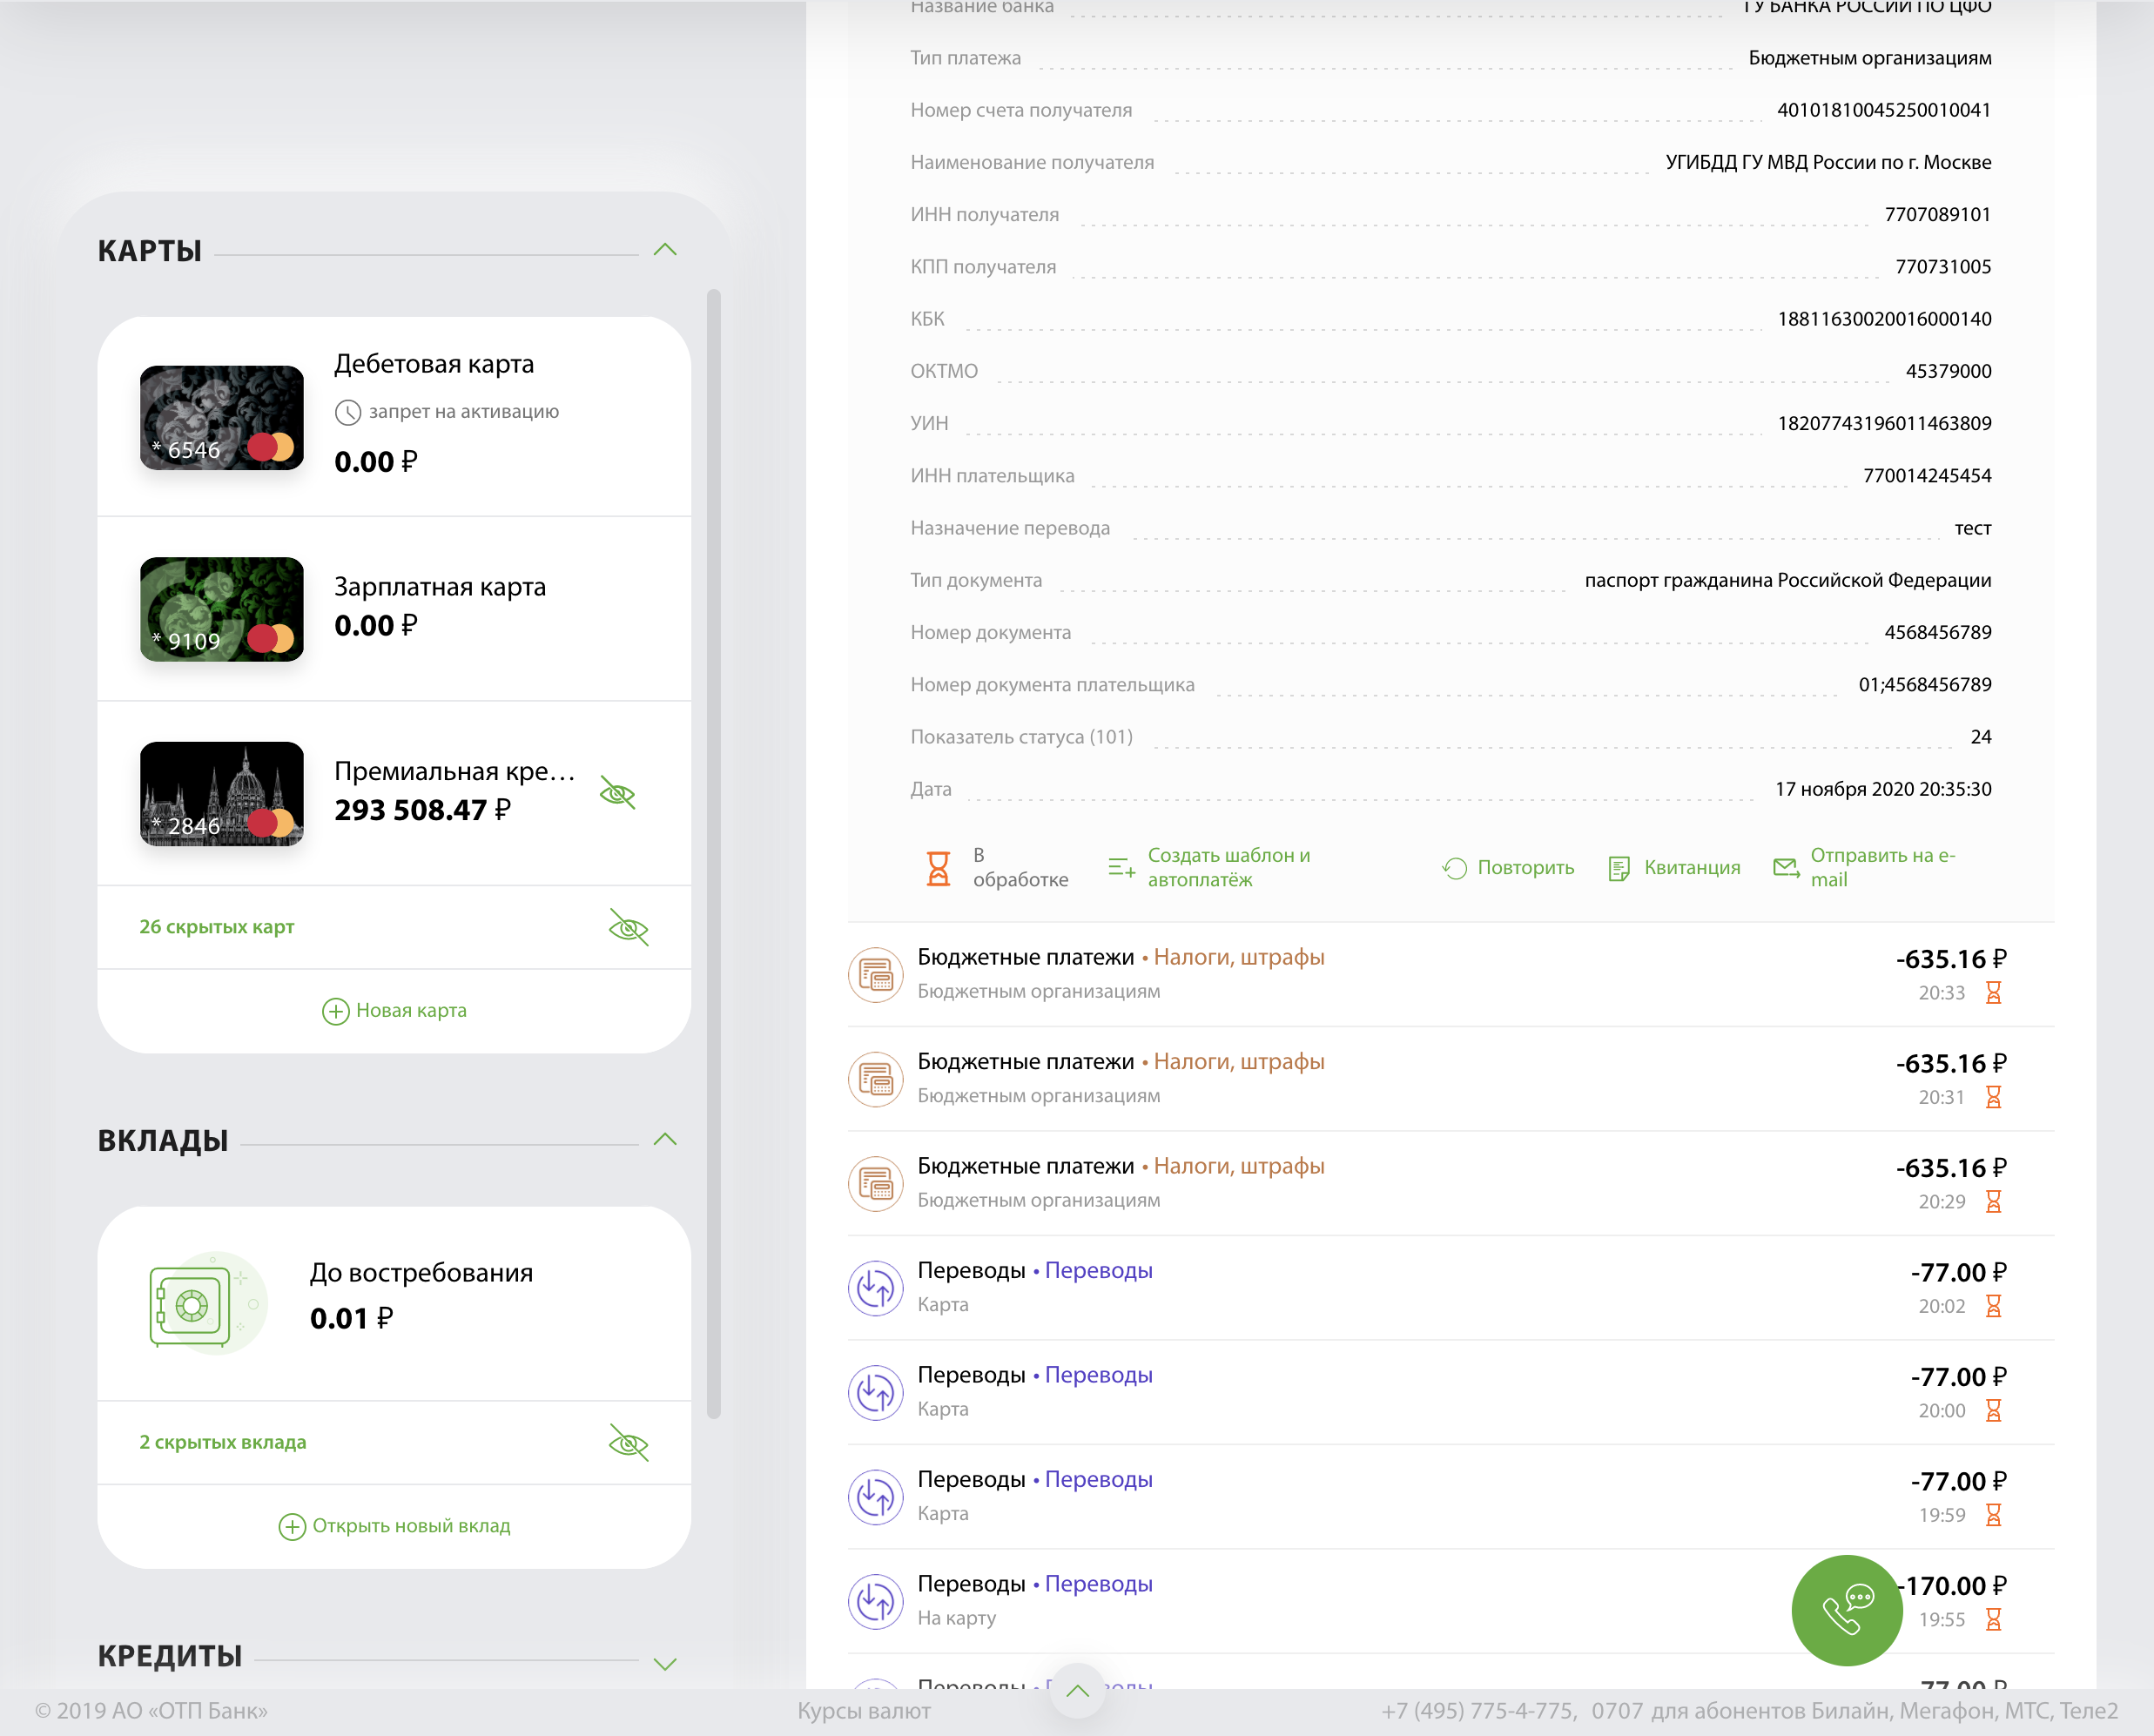 КАРТЫ
Дебетовая карта
запрет на активацию
* 6546
0.00 ₽
Зарплатная карта
0.00 ₽
* 9109
Премиальная кре...
293 508.47 ₽
* 2846
26 скрытых карт
Новая карта
ВКЛАДЫ
До востребования
0.01 ₽
2 скрытых вклада
Открыть новый вклад
КРЕДИТЫ
Название банка ГУ БАНКА РОССИИ ПО ЦФО
Тип платежа Бюджетным организациям
Номер счета получателя 40101810045250010041
Наименование получателя УГИБДД ГУ МВД России по г. Москве
ИНН получателя 7707089101
КПП получателя 770731005
КБК 18811630020016000140
ОКТМО 45379000
УИН 18207743196011463809
ИНН плательщика 770014245454
Назначение перевода тест
Тип документа паспорт гражданина Российской Федерации
Номер документа 4568456789
Номер документа плательщика 01;4568456789
Показатель статуса (101) 24
Дата 17 ноября 2020 20:35:30
В обработке
Создать шаблон и автоплатёж
Повторить
Квитанция
Отправить на e-mail
Бюджетные платежи • Налоги, штрафы -635.16 ₽
Бюджетным организациям 20:33
Бюджетные платежи • Налоги, штрафы -635.16 ₽
Бюджетным организациям 20:31
Бюджетные платежи • Налоги, штрафы -635.16 ₽
Бюджетным организациям 20:29
Переводы • Переводы -77.00 ₽
Карта 20:02
Переводы • Переводы -77.00 ₽
Карта 20:00
Переводы • Переводы -77.00 ₽
Карта 19:59
Переводы • Переводы -170.00 ₽
На карту 19:55
Переводы 77.00 ₽
© 2019 АО «ОТП Банк» Курсы валют +7 (495) 775-4-775, 0707 для абонентов Билайн, Мегафон, МТС, Теле2